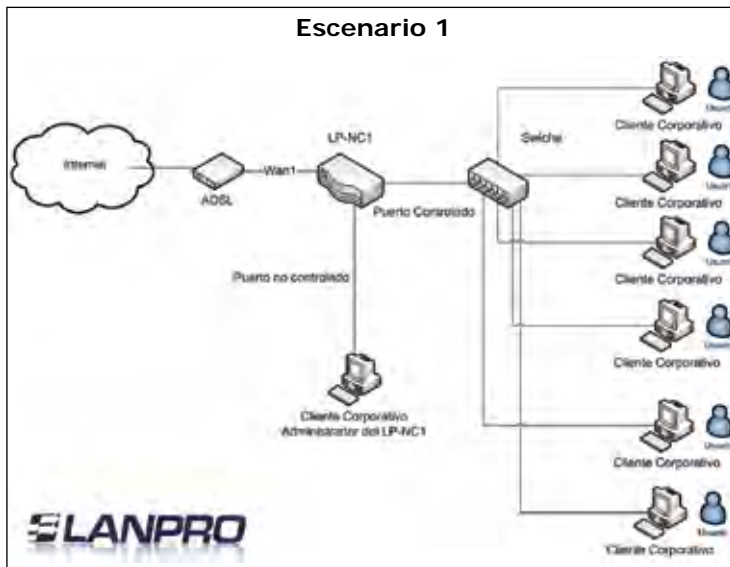 Escenario 1
Internet
ADSL
Wan1
LP-NC1
Puerto Controlado
Puerto no controlado
Cliente Corporativo
Administrador del LP-NC1
Cliente Corporativo
Cliente Corporativo
Cliente Corporativo
Cliente Corporativo
Cliente Corporativo
Cliente Corporativo
LANPRO